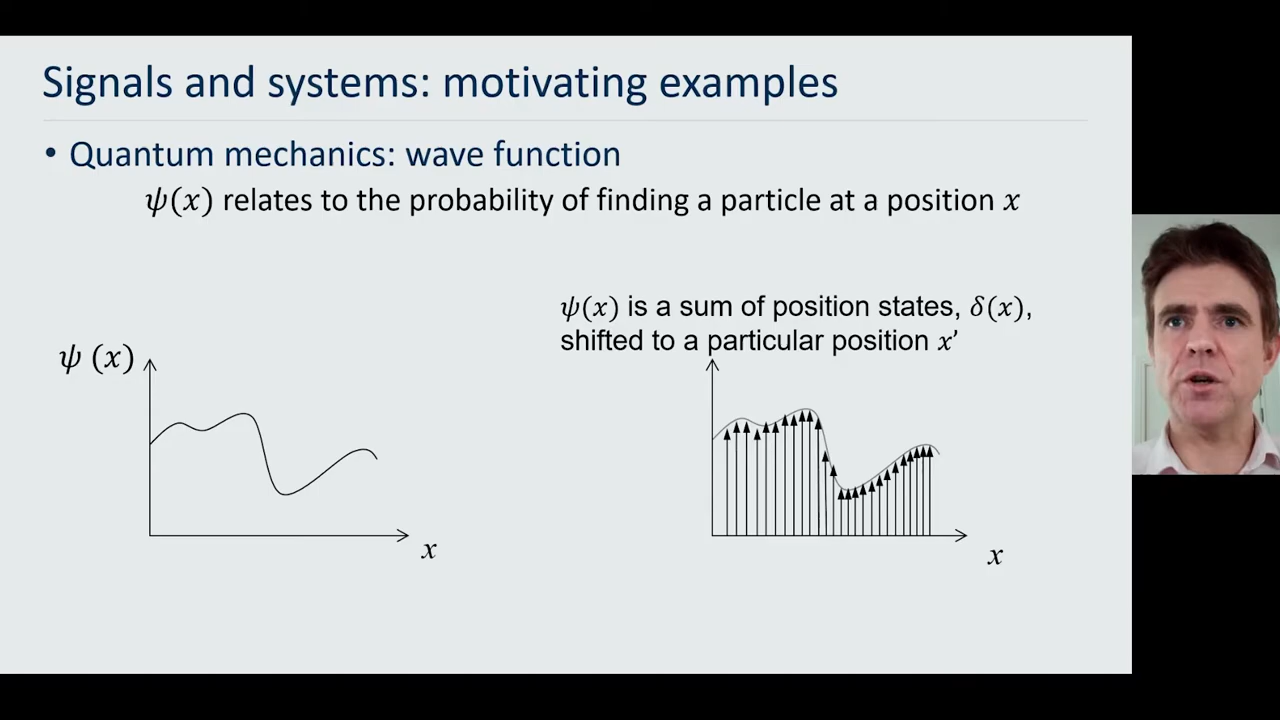 Signals and systems: motivating examples
• Quantum mechanics: wave function
ψ(x) relates to the probability of finding a particle at a position x
ψ(x) is a sum of position states, δ(x),
shifted to a particular position x’
ψ (x)
x
x